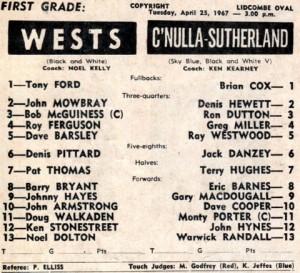 FIRST GRADE:
COPYRIGHT
LIDCOMBE OVAL
Tuesday, April 25, 1967 — 3.00 p.m.
WESTS
C'NULLA-SUTHERLAND
(Black and White)
Coach: NOEL KELLY
(Sky Blue, Black and White V)
Coach: KEN KEARNEY
Fullbacks:
1—Tony FORD
Brian COX — 1
Three-quarters:
2—John MOWBRAY
Denis HEWETT — 2
3—Bob McGUINESS (C)
Ron DUTTON — 3
4—Roy FERGUSON
Greg MILLER — 4
5—Dave BARSLEY
Ray WESTWOOD — 5
Five-eighths:
6—Denis PITTARD
Jack DANZEY — 6
Halves:
7—Pat THOMAS
Terry HUGHES — 7
Forwards:
8—Barry BRYANT
Eric BARNES — 8
9—Johnny HAYES
Gary MACDOUGALL — 9
10—John ARMSTRONG
Dave COOPER — 10
11—Doug WALKADEN
Monty PORTER (C) — 11
12—Ken STONESTREET
John HYNES — 12
13—Noel DOLTON
Warwick RANDALL — 13
T G Pts
T G Pts
Referee: P. ELLISS
Touch Judges: M. Godfrey (Red), K. Jeffes (Blue)